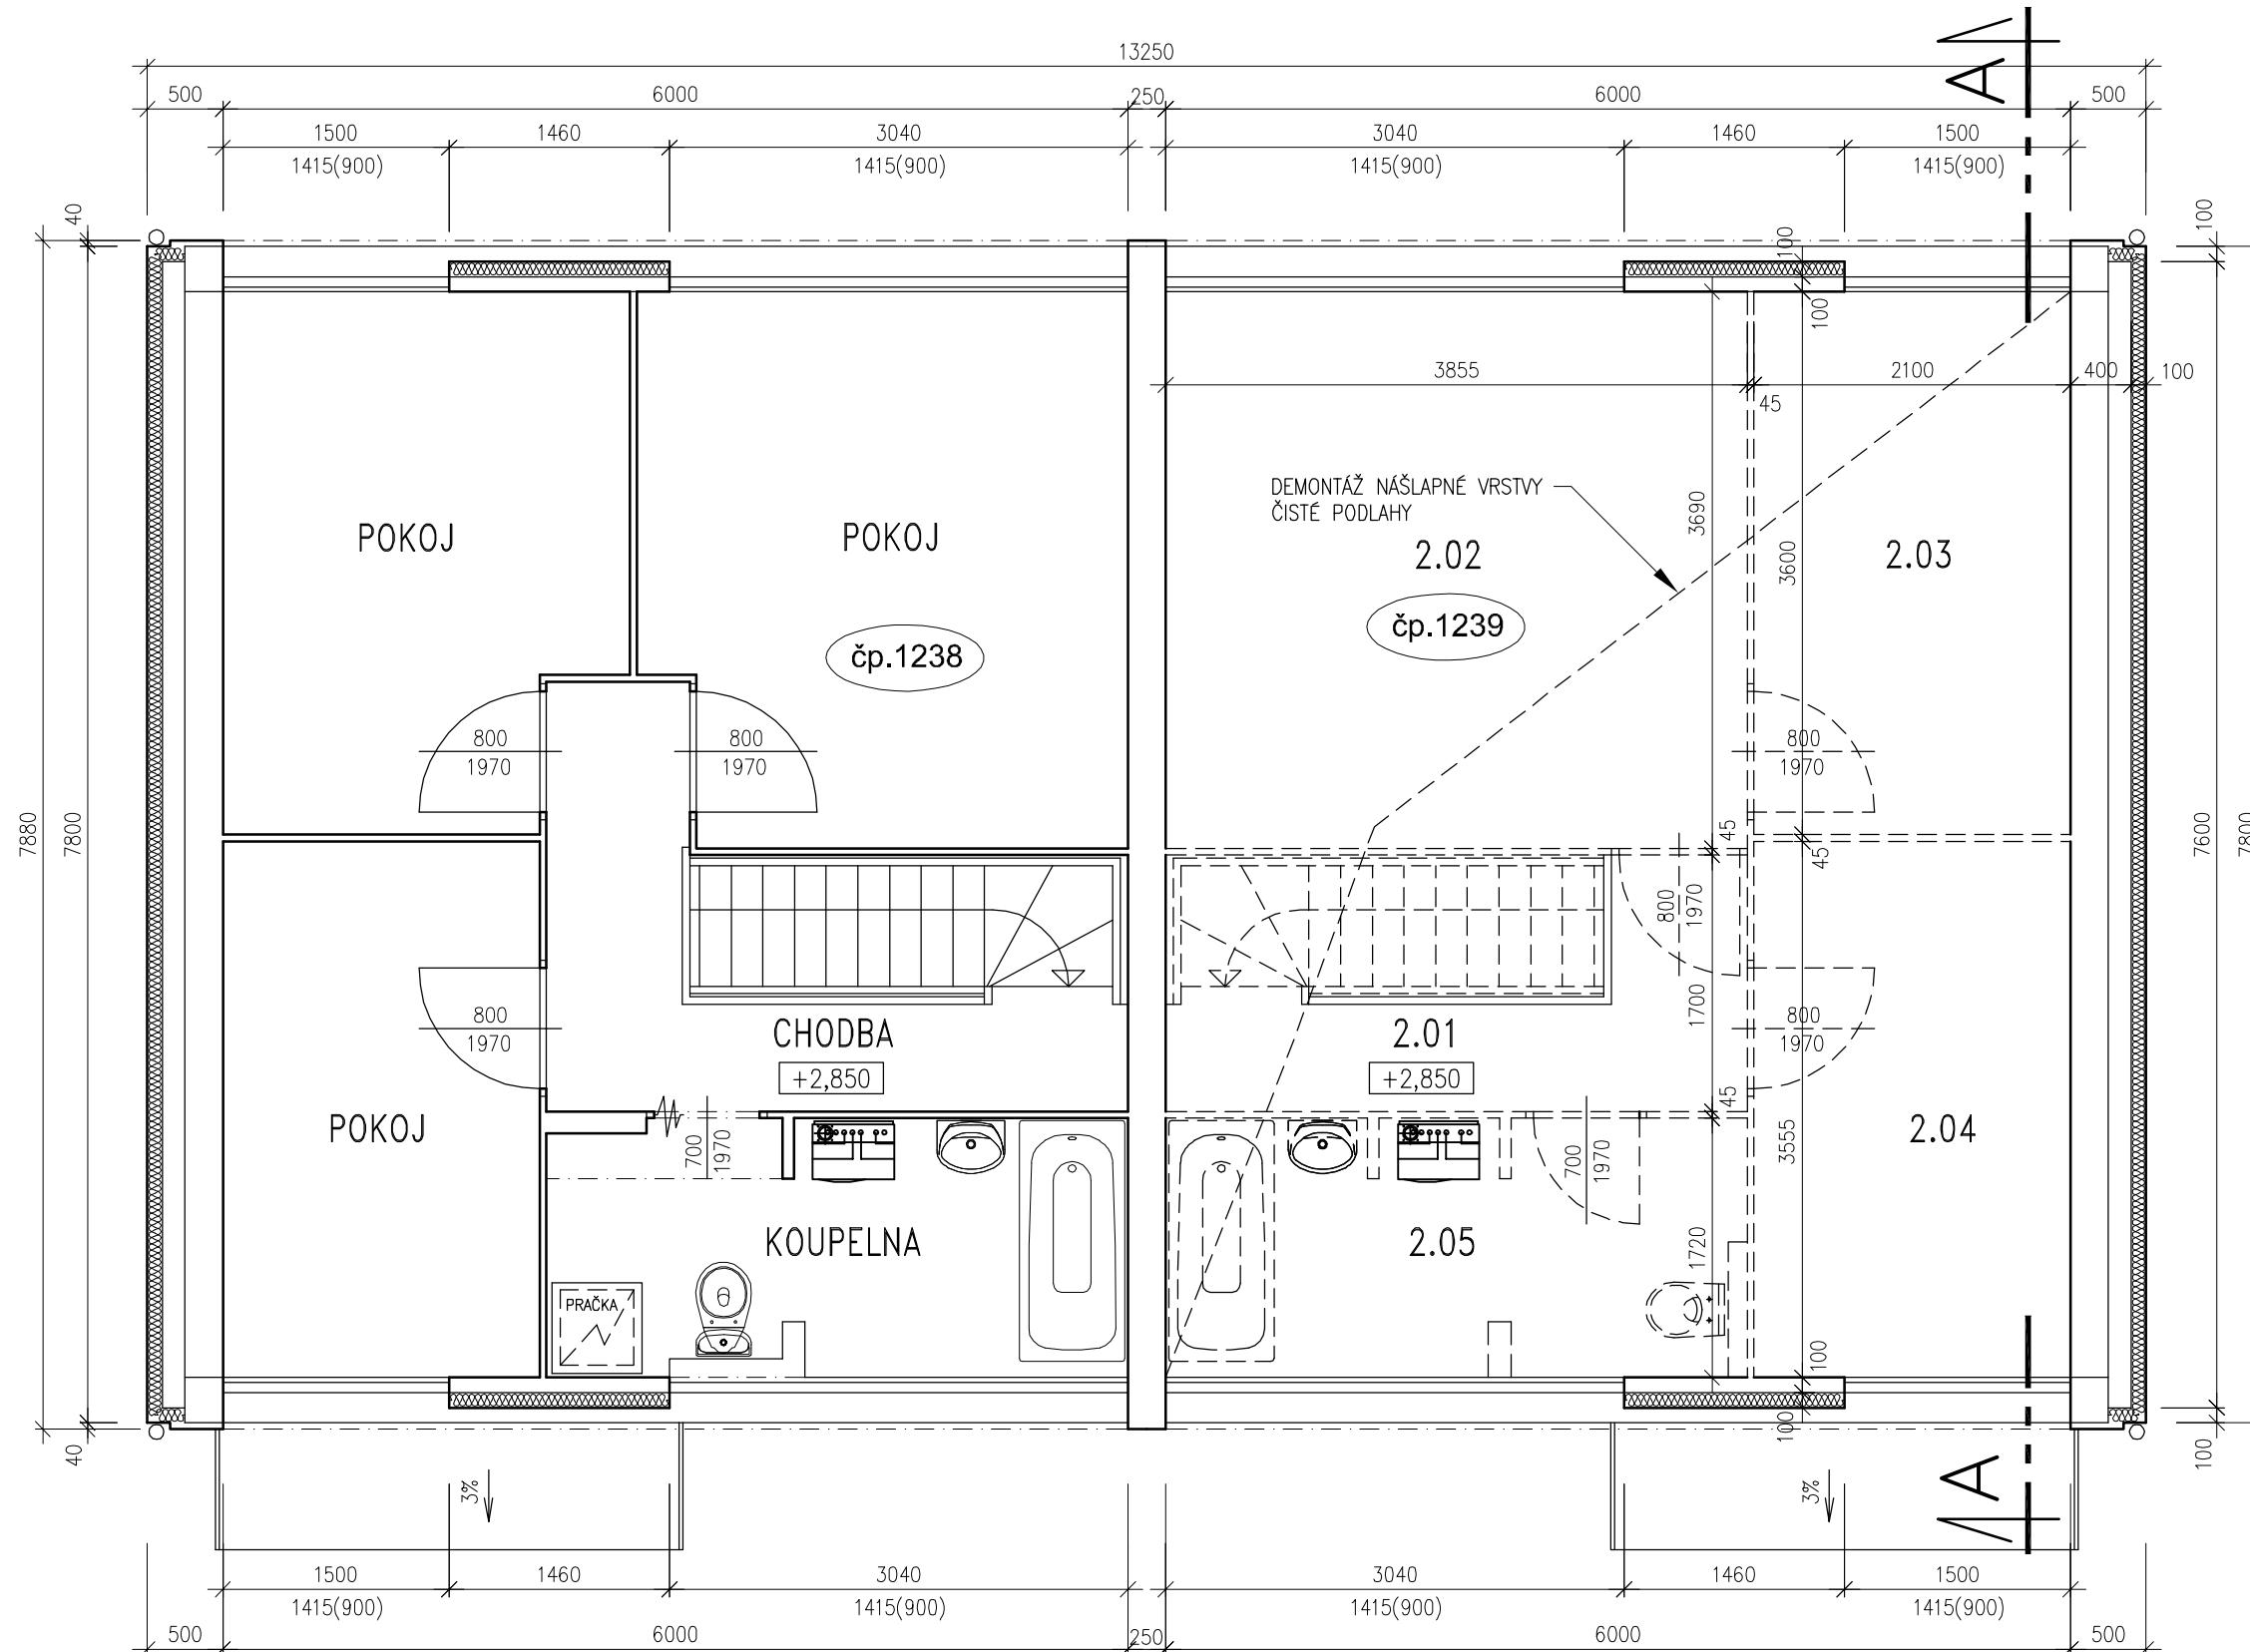 13250
500 6000 250 6000 500
1500 1460 3040 3040 1460 1500
1415(900) 1415(900) 1415(900) 1415(900)
A
40
100
100
100
3855 2100 400 100
45
DEMONTÁŽ NÁŠLAPNÉ VRSTVY
ČISTÉ PODLAHY
3690
3600
POKOJ POKOJ 2.02 2.03
čp.1238 čp.1239
800
1970
800
1970
800
1970
7880
7800
45
45
7600
7800
800
1970
800
1970
1700
800
1970
CHODBA 2.01
+2,850 +2,850
45
POKOJ 2.04
700
1970
700
1970
3555
KOUPELNA 2.05
1720
PRAČKA
100
100
40
100
3%
3%
A
1500 1460 3040 3040 1460 1500
1415(900) 1415(900) 1415(900) 1415(900)
500 6000 250 6000 500